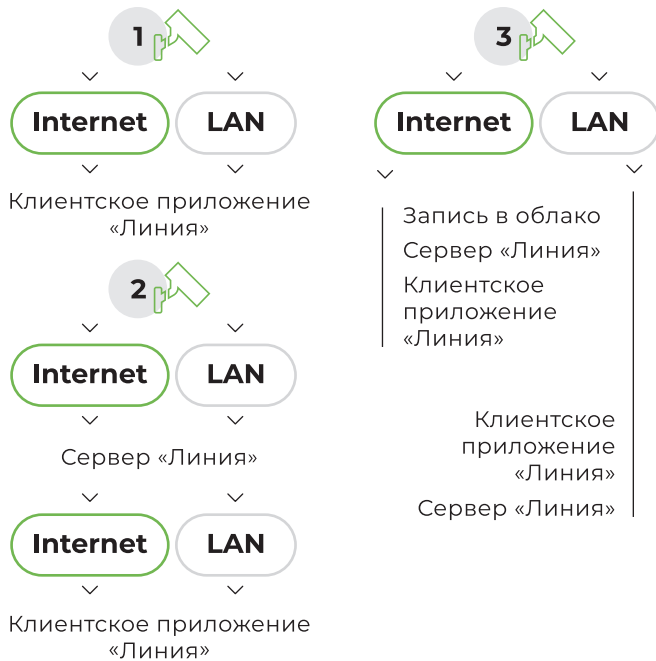 1
Internet
LAN
Клиентское приложение
«Линия»
2
Internet
LAN
Сервер «Линия»
Internet
LAN
Клиентское приложение
«Линия»
3
Internet
LAN
Запись в облако
Сервер «Линия»
Клиентское
приложение
«Линия»
Клиентское
приложение
«Линия»
Сервер «Линия»